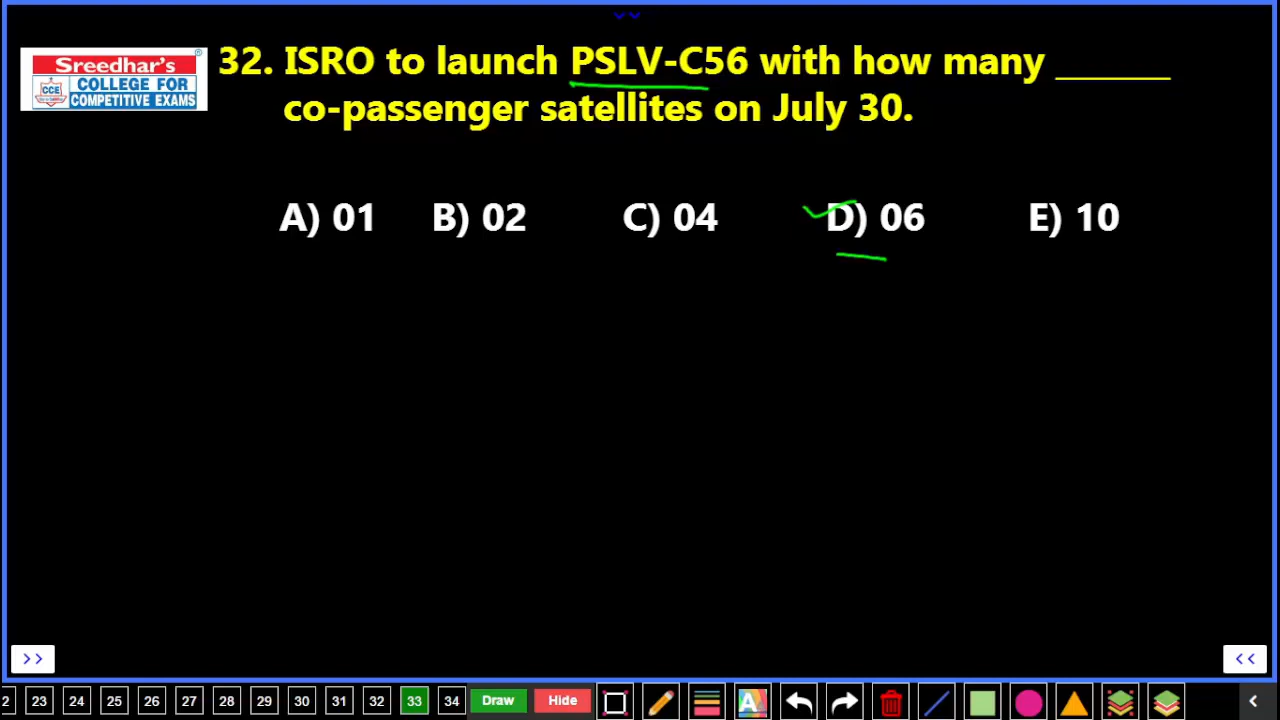 Sreedhar's
CCE
COLLEGE FOR
COMPETITIVE EXAMS
32. ISRO to launch PSLV-C56 with how many ______
co-passenger satellites on July 30.
A) 01 B) 02 C) 04 D) 06 E) 10
>> <<
2 23 24 25 26 27 28 29 30 31 32 33 34 Draw Hide A <